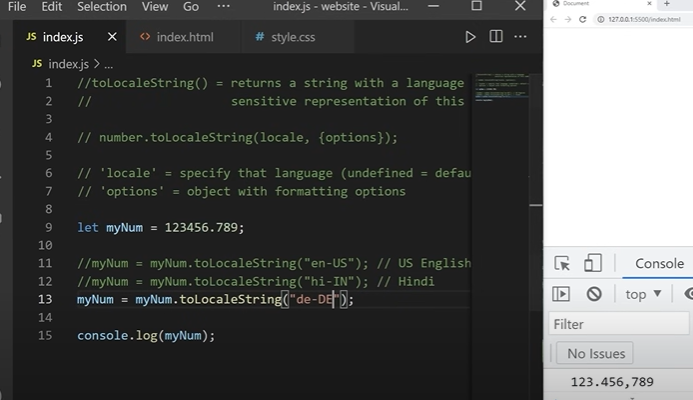 File Edit Selection View Go ··· index.js - website - Visual...
JS index.js × <> index.html # style.css ···
JS index.js > ...
1 //toLocaleString() = returns a string with a language
2 // sensitive representation of this
3
4 // number.toLocaleString(locale, {options});
5
6 // 'locale' = specify that language (undefined = defau
7 // 'options' = object with formatting options
8
9 let myNum = 123456.789;
10
11 //myNum = myNum.toLocaleString("en-US"); // US English
12 //myNum = myNum.toLocaleString("hi-IN"); // Hindi
13 myNum = myNum.toLocaleString("de-DE");
14
15 console.log(myNum);
Document
127.0.0.1:5500/index.html
Console
top
Filter
No Issues
123.456,789